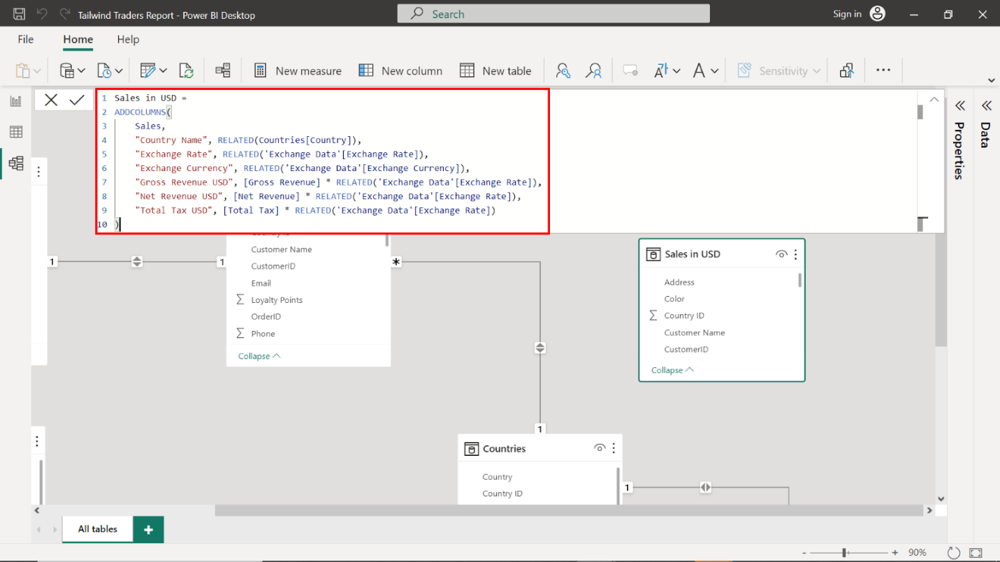 Tailwind Traders Report - Power BI Desktop
Search
Sign in
File
Home
Help
New measure
New column
New table
Sensitivity
1 Sales in USD =
2 ADDCOLUMNS(
3 Sales,
4 "Country Name", RELATED(Countries[Country]),
5 "Exchange Rate", RELATED('Exchange Data'[Exchange Rate]),
6 "Exchange Currency", RELATED('Exchange Data'[Exchange Currency]),
7 "Gross Revenue USD", [Gross Revenue] * RELATED('Exchange Data'[Exchange Rate]),
8 "Net Revenue USD", [Net Revenue] * RELATED('Exchange Data'[Exchange Rate]),
9 "Total Tax USD", [Total Tax] * RELATED('Exchange Data'[Exchange Rate])
10 )
Properties
Data
1
1
Customer Name
CustomerID
Email
Loyalty Points
OrderID
Phone
Collapse
*
Sales in USD
Address
Color
Country ID
Customer Name
CustomerID
Collapse
1
Countries
Country
Country ID
1
All tables
+
- + 90%